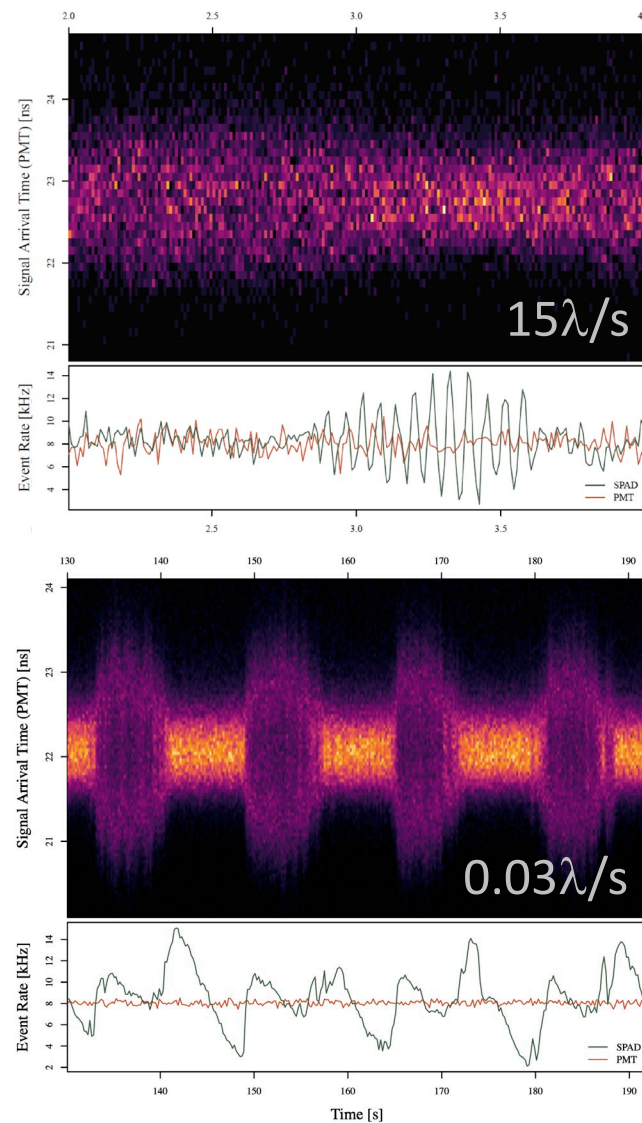 2.0 2.5 3.0 3.5 4
Signal Arrival Time (PMT) [ns]
24
23
22
21
15λ/s
Event Rate [kHz]
14
12
10
8
6
4
SPAD
PMT
2.5 3.0 3.5
130 140 150 160 170 180 190
Signal Arrival Time (PMT) [ns]
24
23
22
21
0.03λ/s
Event Rate [kHz]
14
12
10
8
6
4
2
SPAD
PMT
140 150 160 170 180 190
Time [s]